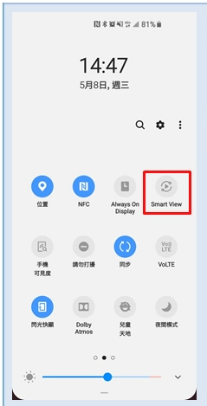 81%
14:47
5月8日, 週三
位置
NFC
Always On
Display
Smart View
手機
可見度
請勿打擾
同步
VoLTE
閃光快顯
Dolby
Atmos
兒童
天地
夜間模式